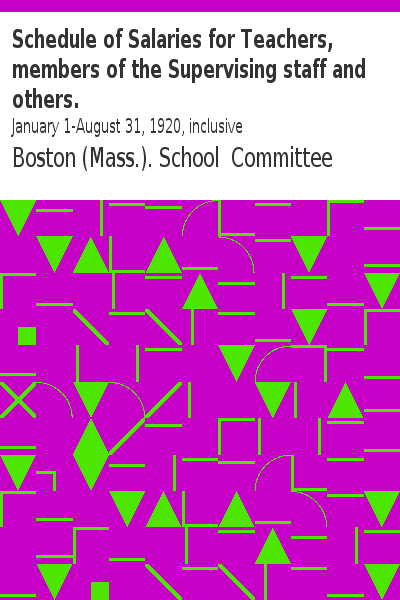 Schedule of Salaries for Teachers,
members of the Supervising staff and
others.
January 1-August 31, 1920, inclusive
Boston (Mass.). School Committee